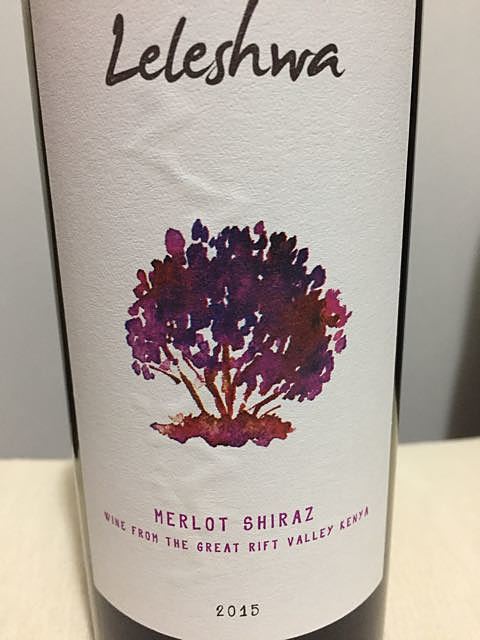 Leleshwa
MERLOT SHIRAZ
WINE FROM THE GREAT RIFT VALLEY KENYA
2015